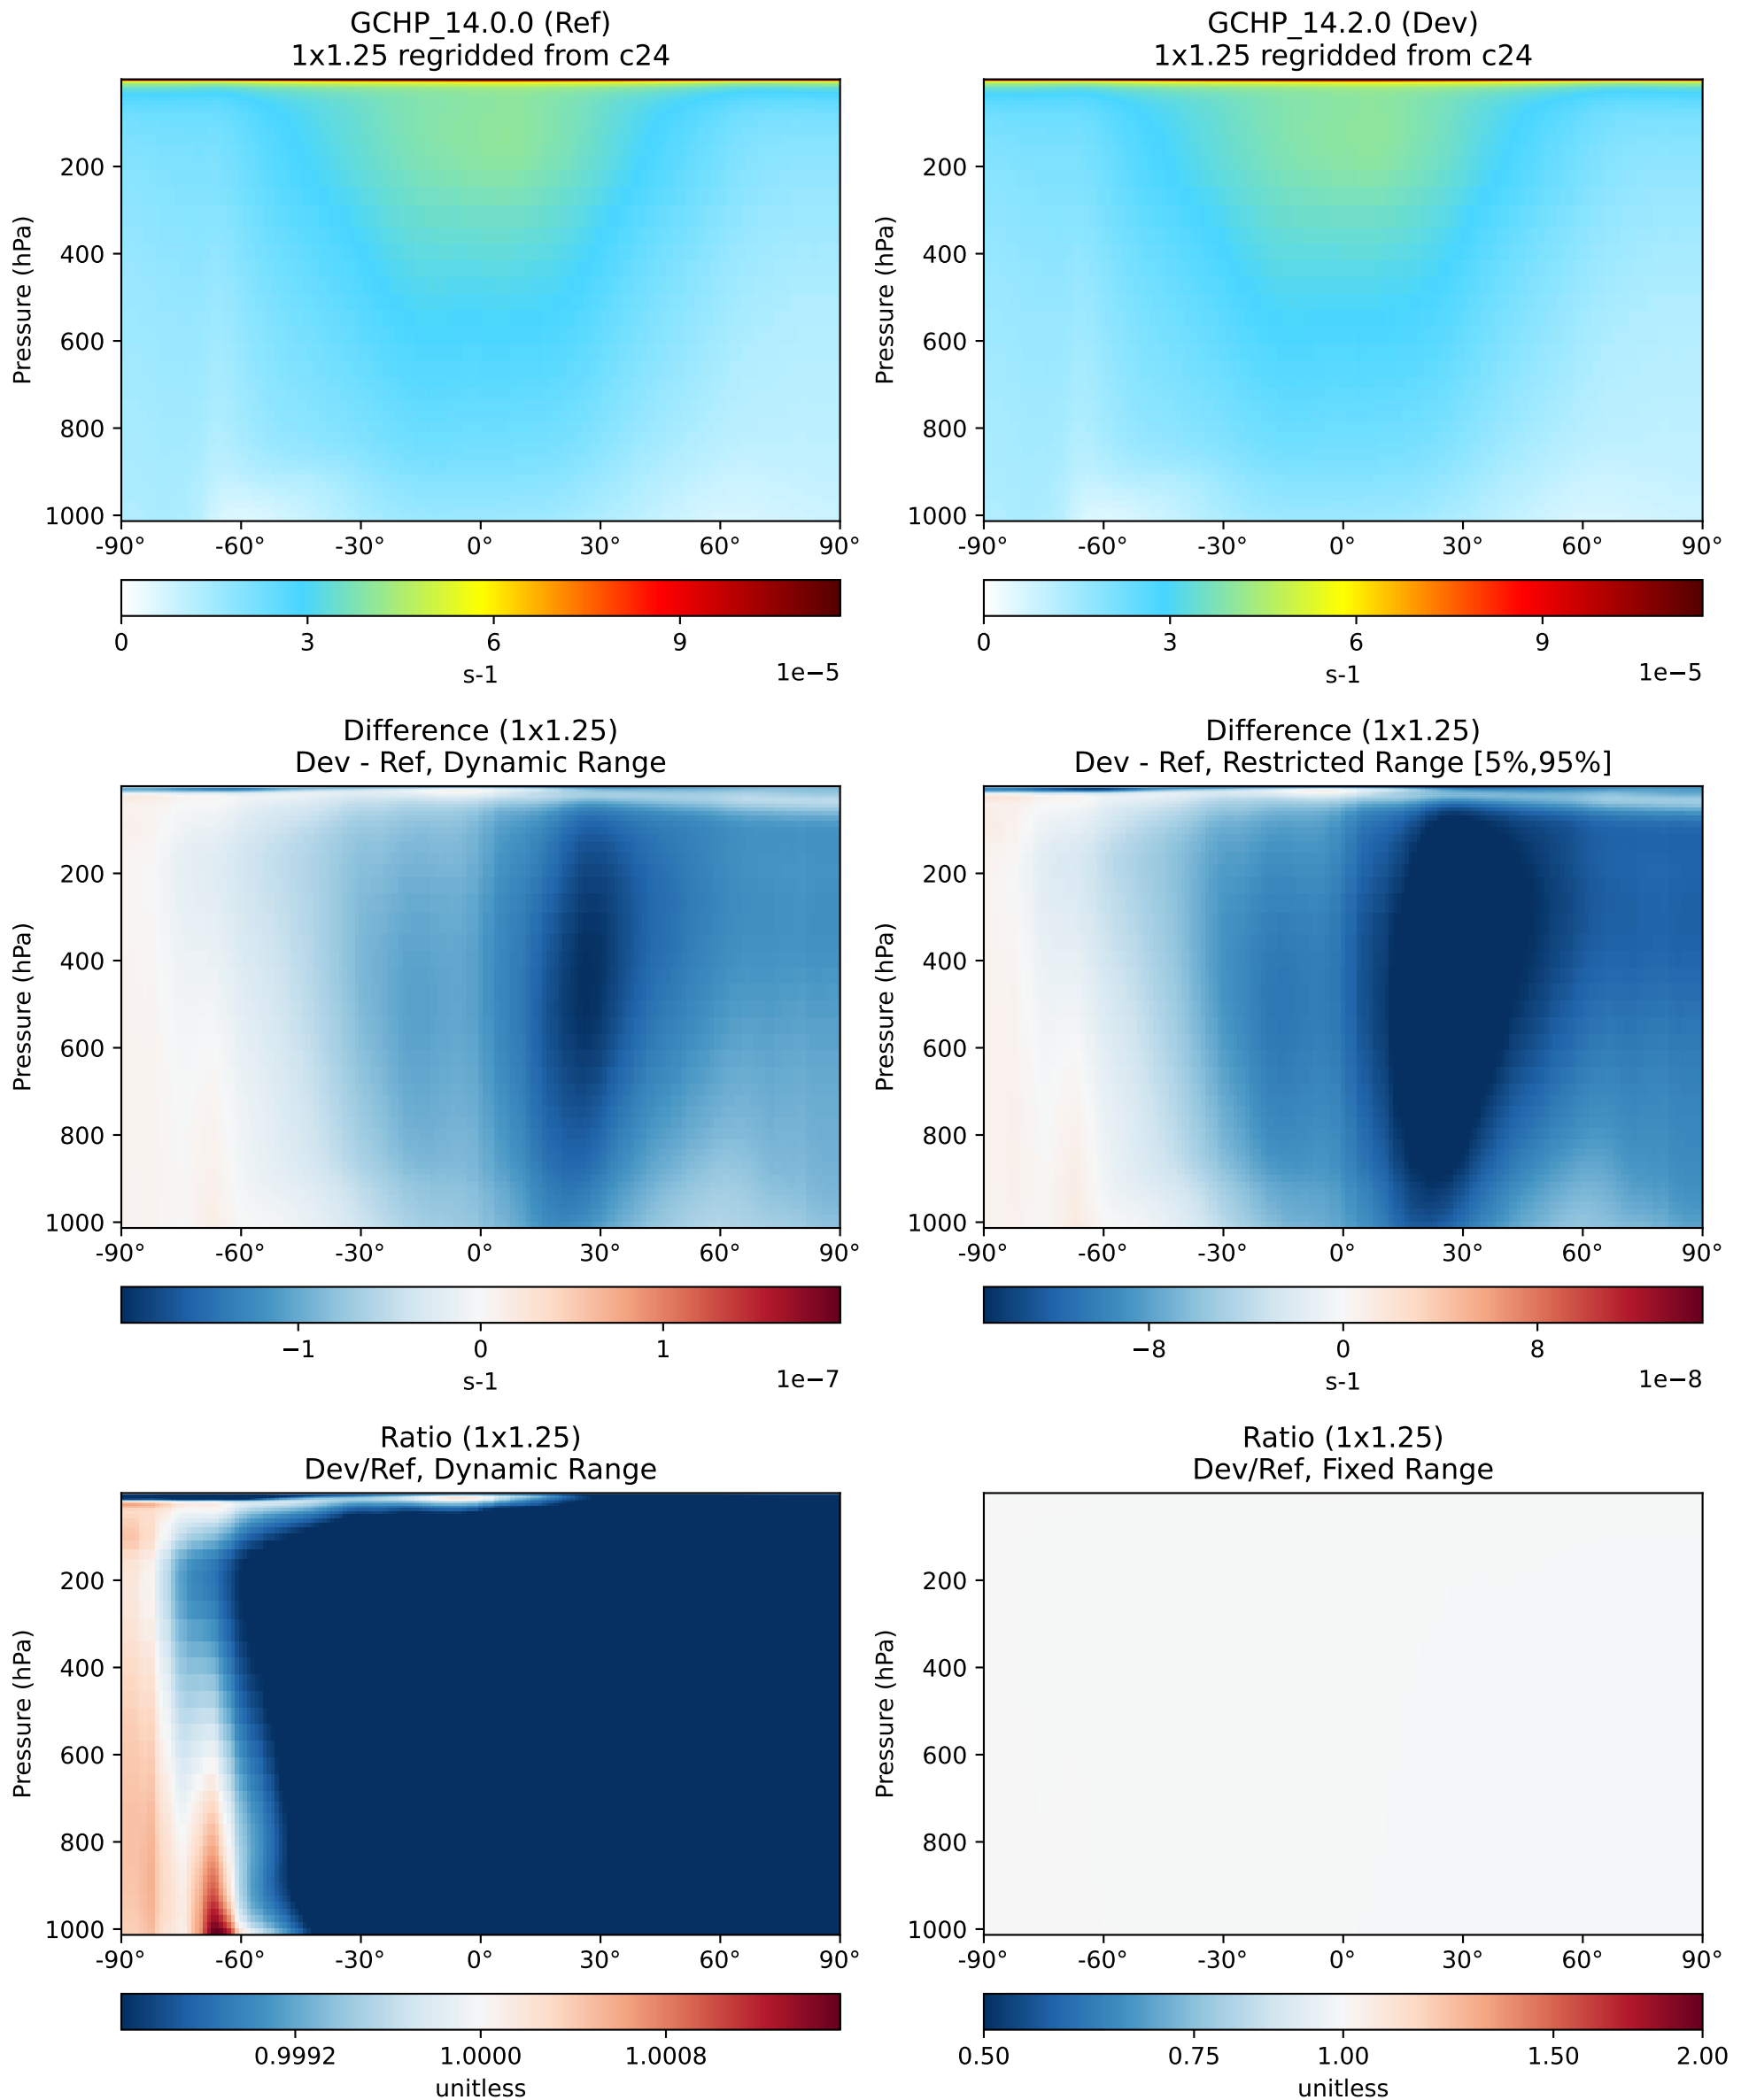 GCHP_14.0.0 (Ref)
1x1.25 regridded from c24
Pressure (hPa)
200
400
600
800
1000
-90° -60° -30° 0° 30° 60° 90°
0 3 6 9
s-1
1e−5
GCHP_14.2.0 (Dev)
1x1.25 regridded from c24
Pressure (hPa)
200
400
600
800
1000
-90° -60° -30° 0° 30° 60° 90°
0 3 6 9
s-1
1e−5
Difference (1x1.25)
Dev - Ref, Dynamic Range
Pressure (hPa)
200
400
600
800
1000
-90° -60° -30° 0° 30° 60° 90°
−1 0 1
s-1
1e−7
Difference (1x1.25)
Dev - Ref, Restricted Range [5%,95%]
Pressure (hPa)
200
400
600
800
1000
-90° -60° -30° 0° 30° 60° 90°
−8 0 8
s-1
1e−8
Ratio (1x1.25)
Dev/Ref, Dynamic Range
Pressure (hPa)
200
400
600
800
1000
-90° -60° -30° 0° 30° 60° 90°
0.9992 1.0000 1.0008
unitless
Ratio (1x1.25)
Dev/Ref, Fixed Range
Pressure (hPa)
200
400
600
800
1000
-90° -60° -30° 0° 30° 60° 90°
0.50 0.75 1.00 1.50 2.00
unitless